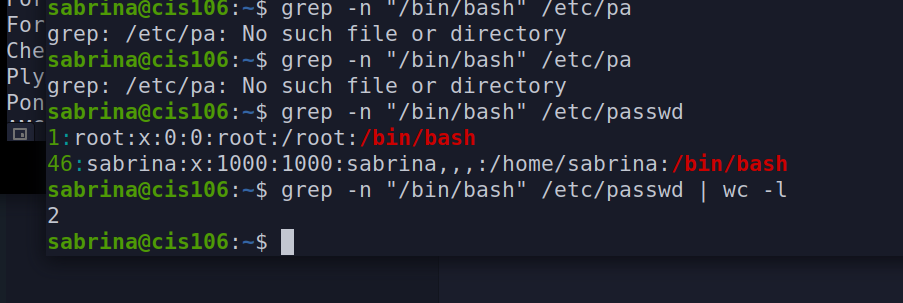 sabrina@cis106:~$ grep -n "/bin/bash" /etc/pa
grep: /etc/pa: No such file or directory
sabrina@cis106:~$ grep -n "/bin/bash" /etc/pa
grep: /etc/pa: No such file or directory
sabrina@cis106:~$ grep -n "/bin/bash" /etc/passwd
1:root:x:0:0:root:/root:/bin/bash
46:sabrina:x:1000:1000:sabrina,,,:/home/sabrina:/bin/bash
sabrina@cis106:~$ grep -n "/bin/bash" /etc/passwd | wc -l
2
sabrina@cis106:~$
For
Che
Ply
Pon